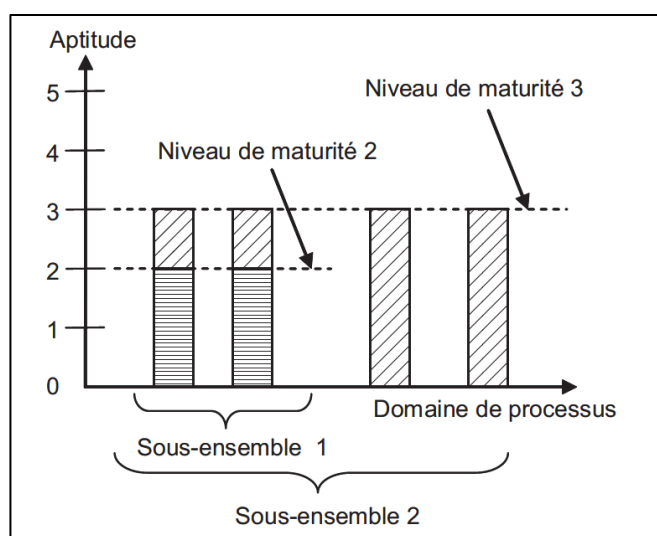 Aptitude
5
Niveau de maturité 3
4
Niveau de maturité 2
3
2
1
0
Domaine de processus
Sous-ensemble 1
Sous-ensemble 2